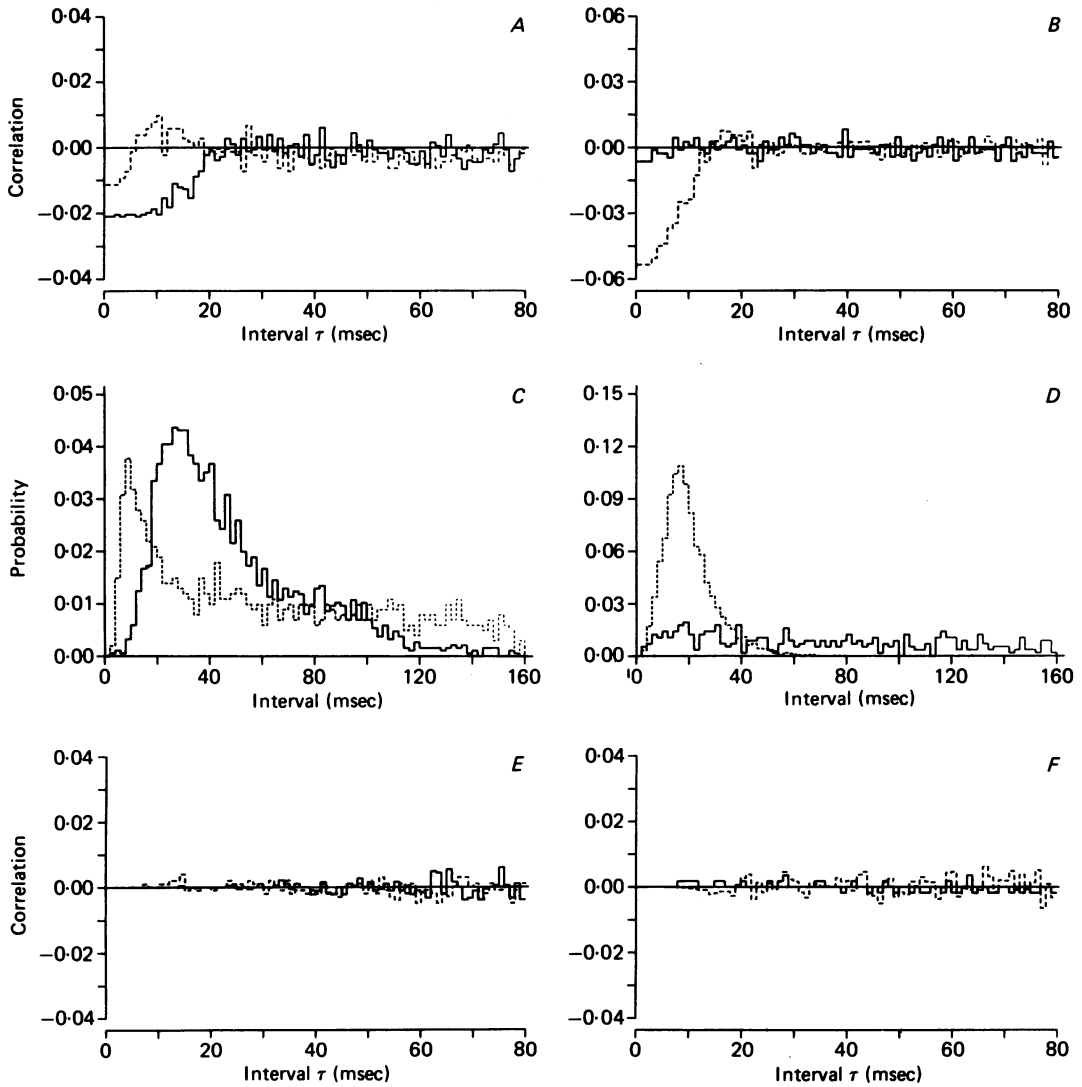 A
0·04
0·02
0·00
−0·02
−0·04
Correlation
0 20 40 60 80
Interval τ (msec)
B
0·06
0·03
0·00
−0·03
−0·06
0 20 40 60 80
Interval τ (msec)
C
0·05
0·04
0·03
0·02
0·01
0·00
Probability
0 40 80 120 160
Interval (msec)
D
0·15
0·12
0·09
0·06
0·03
0·00
0 40 80 120 160
Interval (msec)
E
0·04
0·02
0·00
−0·02
−0·04
Correlation
0 20 40 60 80
Interval τ (msec)
F
0·04
0·02
0·00
−0·02
−0·04
0 20 40 60 80
Interval τ (msec)